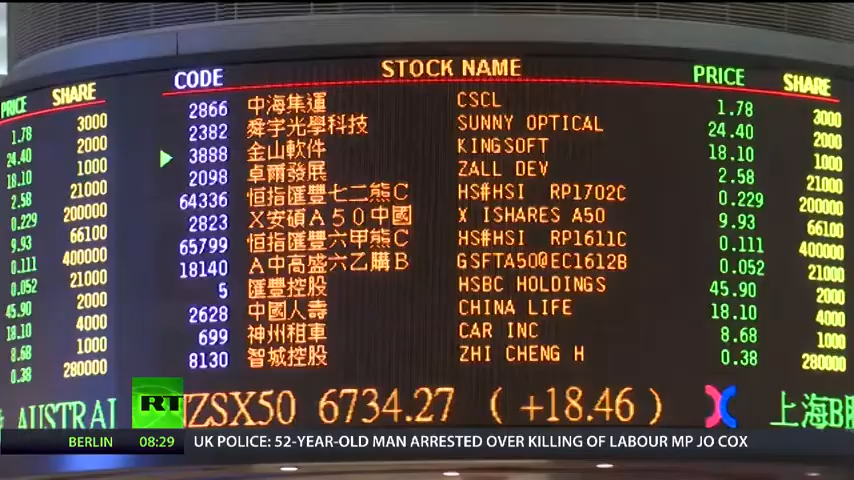 CODE STOCK NAME PRICE SHARE
PRICE SHARE
2866 中海集運 CSCL 1.78 3000
2382 舜宇光學科技 SUNNY OPTICAL 24.40 2000
3888 金山軟件 KINGSOFT 18.10 1000
2098 卓爾發展 ZALL DEV 2.58 21000
64336 恒指匯豐七二熊C HS#HSI RP1702C 0.229 200000
2823 X安碩A50中國 X ISHARES A50 9.93 66100
65799 恒指匯豐六甲熊C HS#HSI RP1611C 0.111 400000
18140 A中高盛六乙購B GSFTA50@EC1612B 0.052 21000
5 匯豐控股 HSBC HOLDINGS 45.90 2000
2628 中國人壽 CHINA LIFE 18.10 4000
699 神州租車 CAR INC 8.68 1000
8130 智城控股 ZHI CHENG H 0.38 280000
1.78 3000
24.40 2000
18.10 1000
2.58 21000
0.229 200000
9.93 66100
0.111 400000
0.052 21000
45.90 2000
18.10 4000
8.68 1000
0.38 280000
AUSTRAL NZSX50 6734.27 (+18.46) 上海B股
RT
BERLIN 08:29 UK POLICE: 52-YEAR-OLD MAN ARRESTED OVER KILLING OF LABOUR MP JO COX